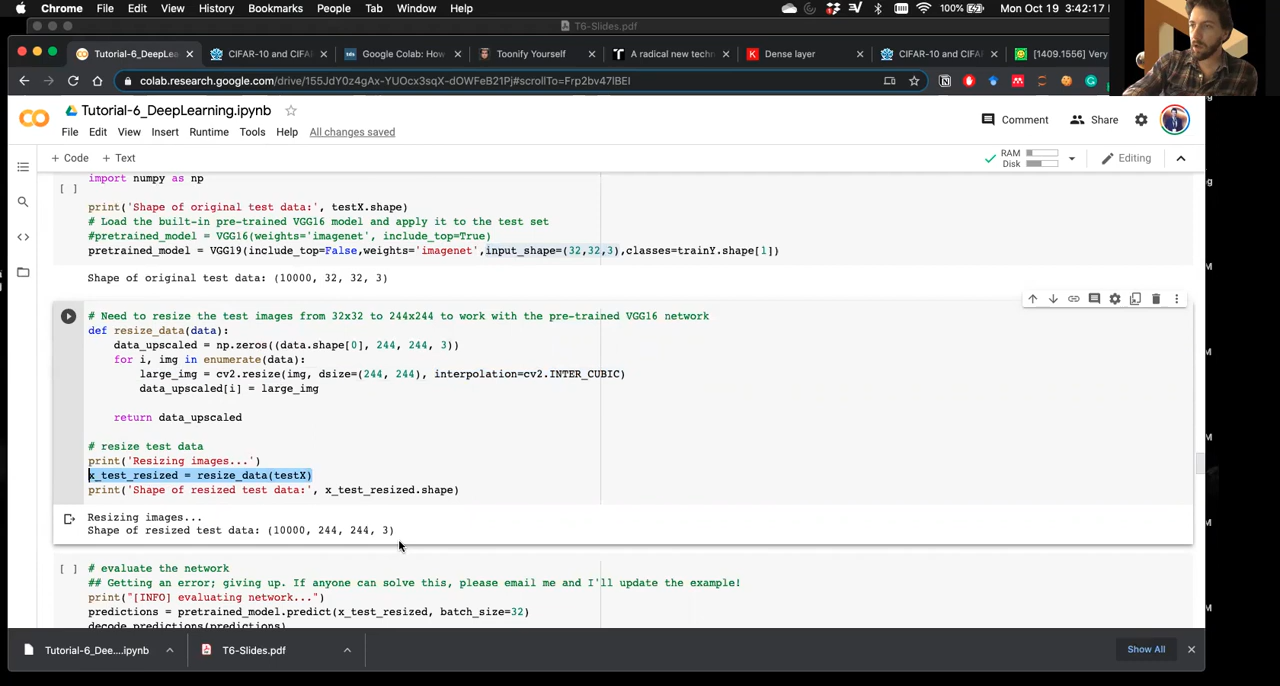 Chrome File Edit View History Bookmarks People Tab Window Help 100% Mon Oct 19 3:42:17 PM
T6-Slides.pdf
Tutorial-6_DeepLea CIFAR-10 and CIFA Google Colab: How Toonify Yourself A radical new techn Dense layer CIFAR-10 and CIFA [1409.1556] Very
colab.research.google.com/drive/155JdY0z4gAx-YUOcx3sqX-dOWFeB21Pj#scrollTo=Frp2bv47lBEI
Tutorial-6_DeepLearning.ipynb
Comment Share
File Edit View Insert Runtime Tools Help All changes saved
+ Code + Text RAM Disk Editing
import numpy as np
[ ]
print('Shape of original test data:', testX.shape)
# Load the built-in pre-trained VGG16 model and apply it to the test set
#pretrained_model = VGG16(weights='imagenet', include_top=True)
pretrained_model = VGG19(include_top=False,weights='imagenet',input_shape=(32,32,3),classes=trainY.shape[1])
Shape of original test data: (10000, 32, 32, 3)
# Need to resize the test images from 32x32 to 244x244 to work with the pre-trained VGG16 network
def resize_data(data):
data_upscaled = np.zeros((data.shape[0], 244, 244, 3))
for i, img in enumerate(data):
large_img = cv2.resize(img, dsize=(244, 244), interpolation=cv2.INTER_CUBIC)
data_upscaled[i] = large_img
return data_upscaled
# resize test data
print('Resizing images...')
x_test_resized = resize_data(testX)
print('Shape of resized test data:', x_test_resized.shape)
Resizing images...
Shape of resized test data: (10000, 244, 244, 3)
[ ] # evaluate the network
## Getting an error; giving up. If anyone can solve this, please email me and I'll update the example!
print("[INFO] evaluating network...")
predictions = pretrained_model.predict(x_test_resized, batch_size=32)
decode_predictions(predictions)
Tutorial-6_Dee....ipynb T6-Slides.pdf Show All